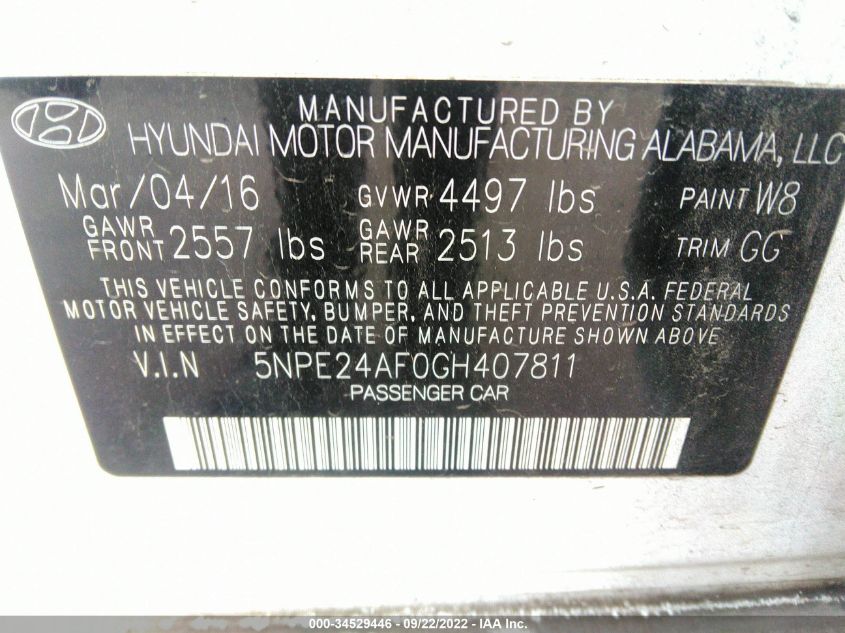 MANUFACTURED BY
HYUNDAI MOTOR MANUFACTURING ALABAMA, LLC
Mar/04/16 GVWR 4497 lbs PAINT W8
GAWR FRONT 2557 lbs GAWR REAR 2513 lbs TRIM GG
THIS VEHICLE CONFORMS TO ALL APPLICABLE U.S.A. FEDERAL
MOTOR VEHICLE SAFETY, BUMPER, AND THEFT PREVENTION STANDARDS
IN EFFECT ON THE DATE OF MANUFACTURE SHOWN ABOVE
V.I.N 5NPE24AF0GH407811
PASSENGER CAR
000-34529446 - 09/22/2022 - IAA Inc.